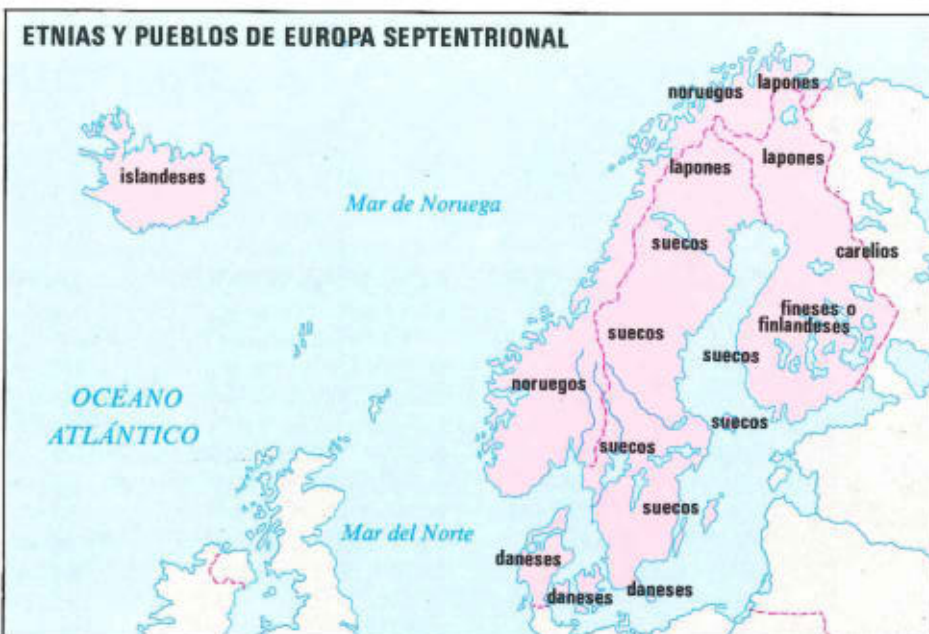 ETNIAS Y PUEBLOS DE EUROPA SEPTENTRIONAL
lapones
noruegos
lapones
lapones
islandeses
Mar de Noruega
suecos
carelios
fineses o
finlandeses
suecos
suecos
noruegos
OCÉANO
ATLÁNTICO
suecos
suecos
suecos
Mar del Norte
daneses
daneses
daneses